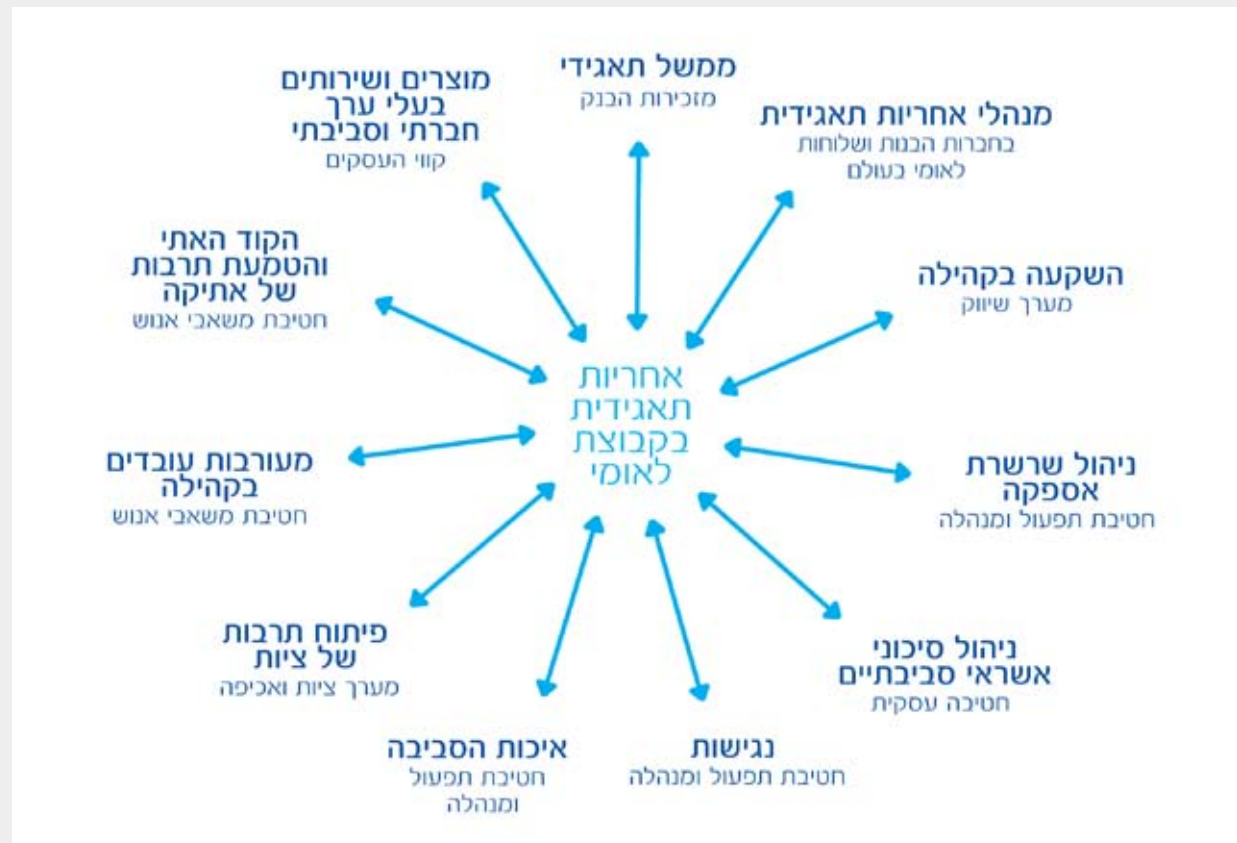 ממשל תאגידי
מזכירות הבנק
מנהלי אחריות תאגידית
בחברות הבנות ושלוחות
לאומי בעולם
השקעה בקהילה
מערך שיווק
ניהול שרשרת
אספקה
חטיבת תפעול ומנהלה
ניהול סיכוני
אשראי סביבתיים
חטיבה עסקית
נגישות
חטיבת תפעול ומנהלה
איכות הסביבה
חטיבת תפעול
ומנהלה
פיתוח תרבות
של ציות
מערך ציות ואכיפה
מעורבות עובדים
בקהילה
חטיבת משאבי אנוש
הקוד האתי
והטמעת תרבות
של אתיקה
חטיבת משאבי אנוש
מוצרים ושירותים
בעלי ערך
חברתי וסביבתי
קווי העסקים
אחריות
תאגידית
בקבוצת
לאומי